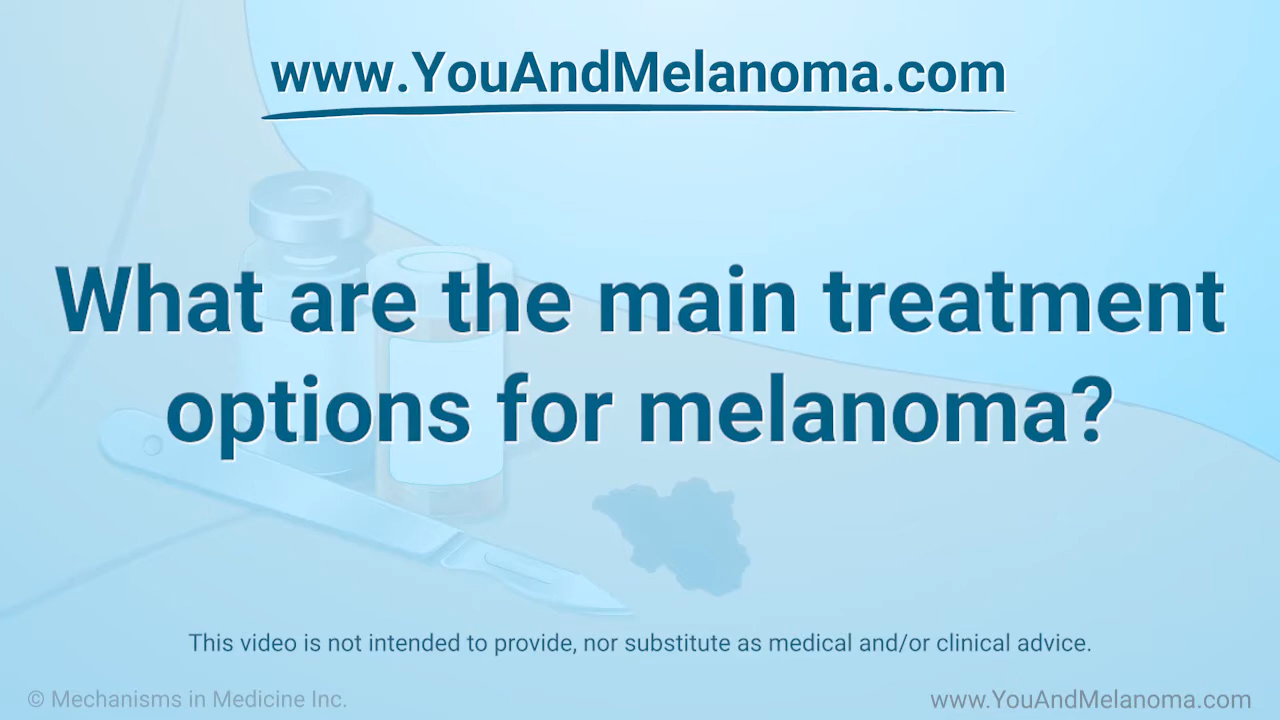 www.YouAndMelanoma.com
What are the main treatment
options for melanoma?
This video is not intended to provide, nor substitute as medical and/or clinical advice.
© Mechanisms in Medicine Inc.
www.YouAndMelanoma.com